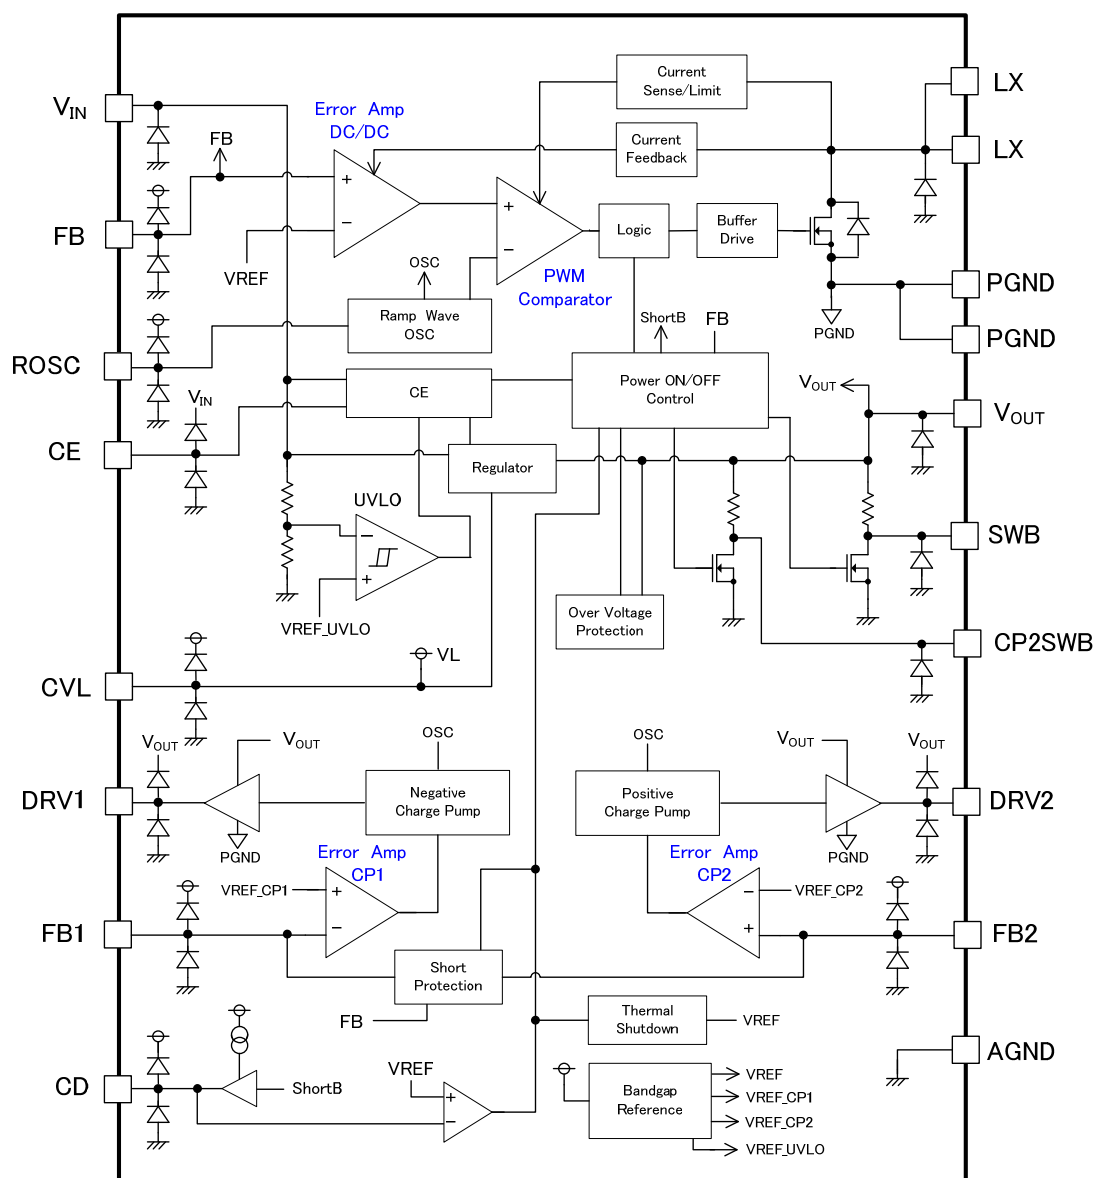 Current
Sense/Limit
LX
VIN
Error Amp
DC/DC
FB
Current
Feedback
LX
FB
VREF
Logic
Buffer
Drive
OSC
PWM
Comparator
PGND
Ramp Wave
OSC
ShortB
FB
PGND
PGND
ROSC
VIN
CE
Power ON/OFF
Control
VOUT
VOUT
CE
Regulator
UVLO
SWB
VREF_UVLO
Over Voltage
Protection
CP2SWB
VL
CVL
VOUT
VOUT
OSC
OSC
VOUT
VOUT
DRV1
Negative
Charge Pump
Positive
Charge Pump
DRV2
PGND
Error Amp
CP1
Error Amp
CP2
PGND
VREF_CP1
VREF_CP2
FB1
FB2
Short
Protection
FB
Thermal
Shutdown
VREF
AGND
CD
ShortB
VREF
Bandgap
Reference
VREF
VREF_CP1
VREF_CP2
VREF_UVLO